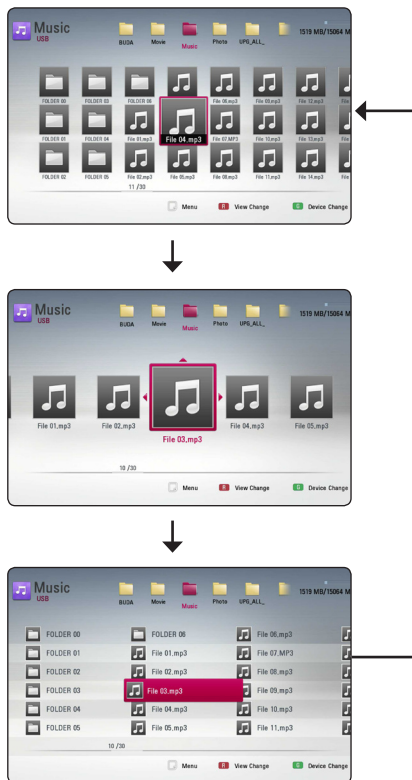 Music
USB
BUDA Movie Music Photo UPG_ALL_ 1519 MB/15064 M
FOLDER 00 FOLDER 03 FOLDER 06 File 06.mp3 File 09.mp3 File 12.mp3 File
FOLDER 01 FOLDER 04 File 01.mp3 File 04.mp3 File 07.MP3 File 10.mp3 File 13.mp3 File
FOLDER 02 FOLDER 05 File 02.mp3 File 05.mp3 File 08.mp3 File 11.mp3 File 14.mp3 File
11 /30
Menu R View Change G Device Change
Music
USB
BUDA Movie Music Photo UPG_ALL_ 1519 MB/15064 M
File 01.mp3 File 02.mp3 File 03.mp3 File 04.mp3 File 05.mp3
10 /30
Menu R View Change G Device Change
Music
USB
BUDA Movie Music Photo UPG_ALL_ 1519 MB/15064 M
FOLDER 00 FOLDER 06 File 06.mp3
FOLDER 01 File 01.mp3 File 07.MP3
FOLDER 02 File 02.mp3 File 08.mp3
FOLDER 03 File 03.mp3 File 09.mp3
FOLDER 04 File 04.mp3 File 10.mp3
FOLDER 05 File 05.mp3 File 11.mp3
10 /30
Menu R View Change G Device Change